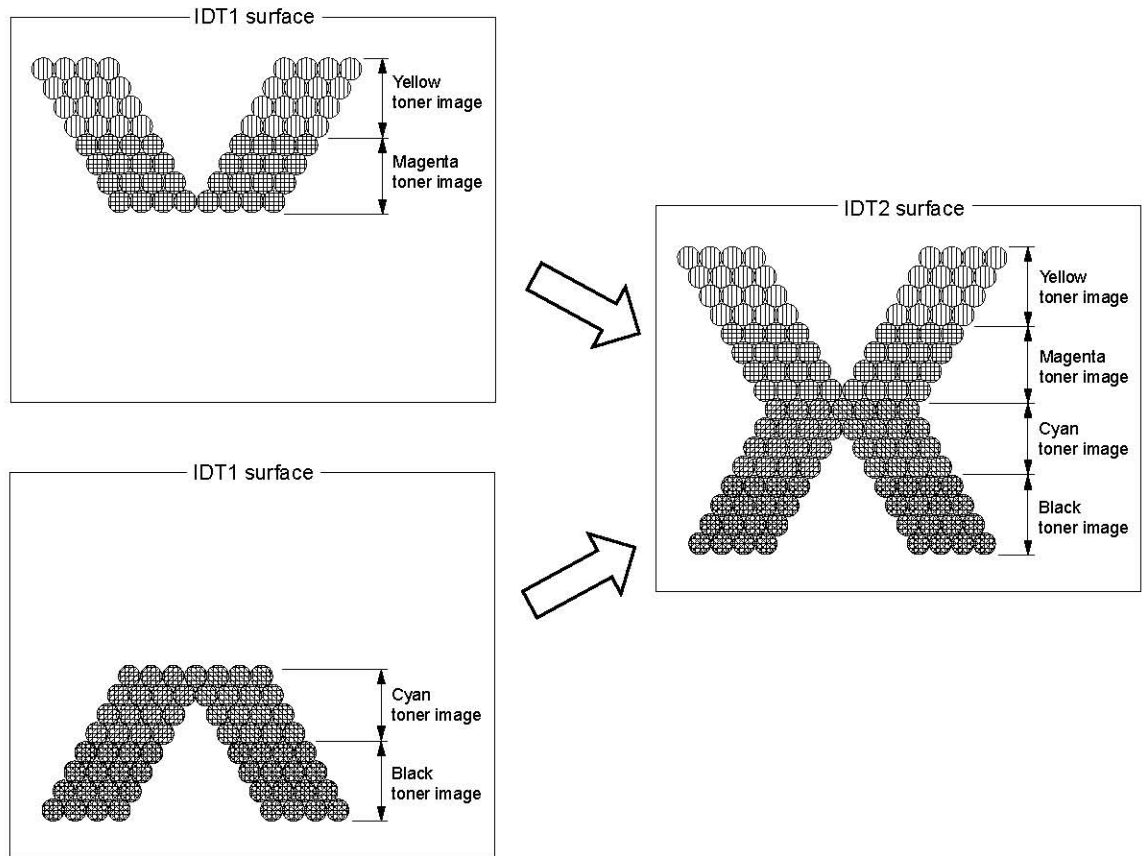 IDT1 surface
Yellow
toner image
Magenta
toner image
IDT2 surface
Yellow
toner image
Magenta
toner image
Cyan
toner image
Black
toner image
IDT1 surface
Cyan
toner image
Black
toner image